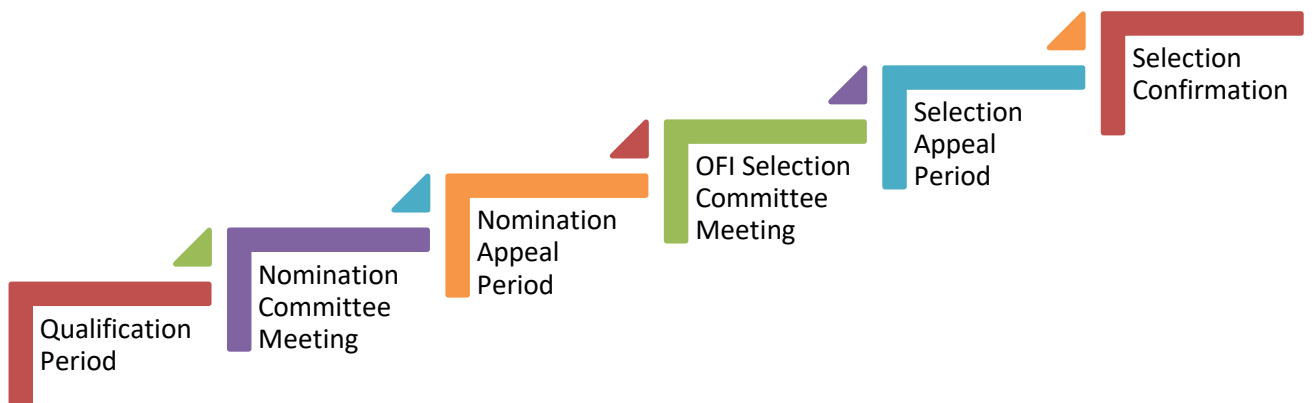 Qualification
Period
Nomination
Committee
Meeting
Nomination
Appeal
Period
OFI Selection
Committee
Meeting
Selection
Appeal
Period
Selection
Confirmation